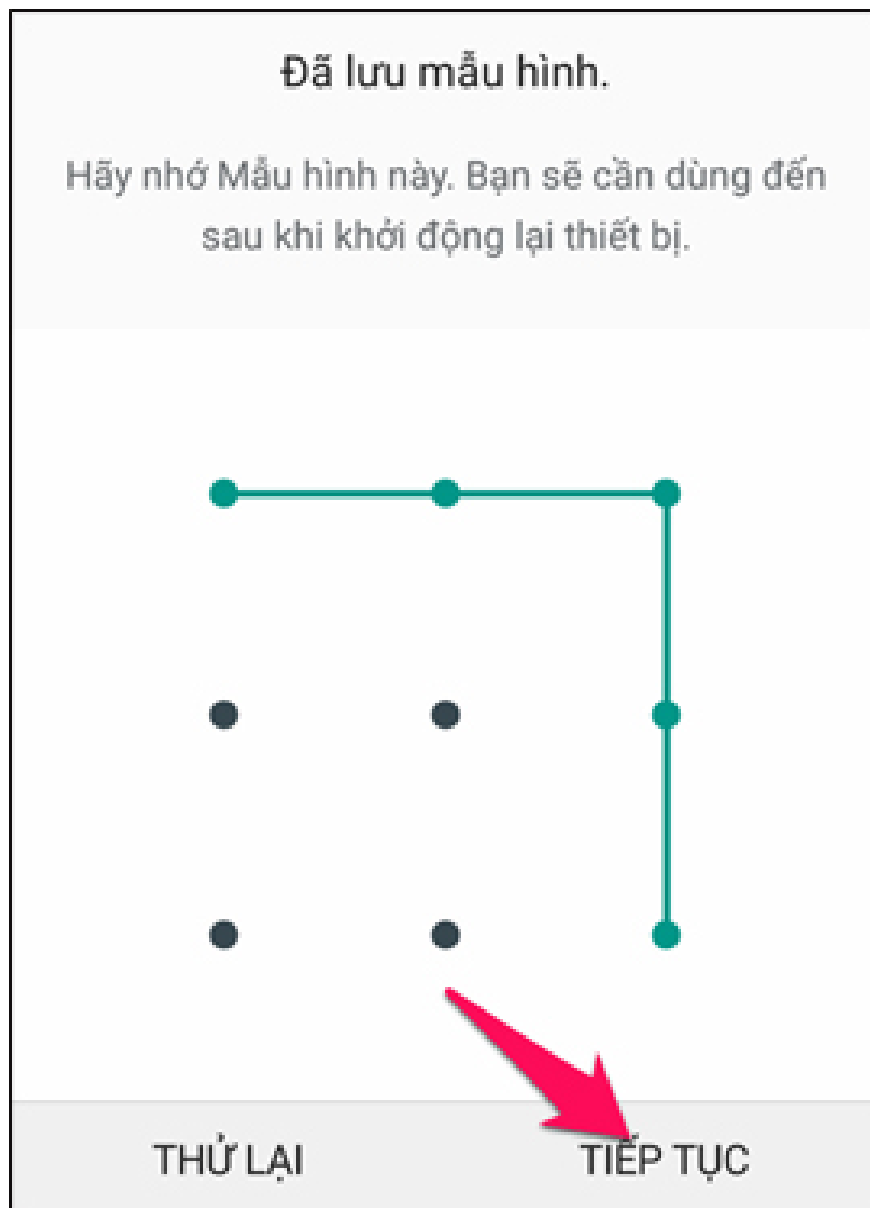 Đã lưu mẫu hình.
Hãy nhớ Mẫu hình này. Bạn sẽ cần dùng đến
sau khi khởi động lại thiết bị.
THỬ LẠI
TIẾP TỤC